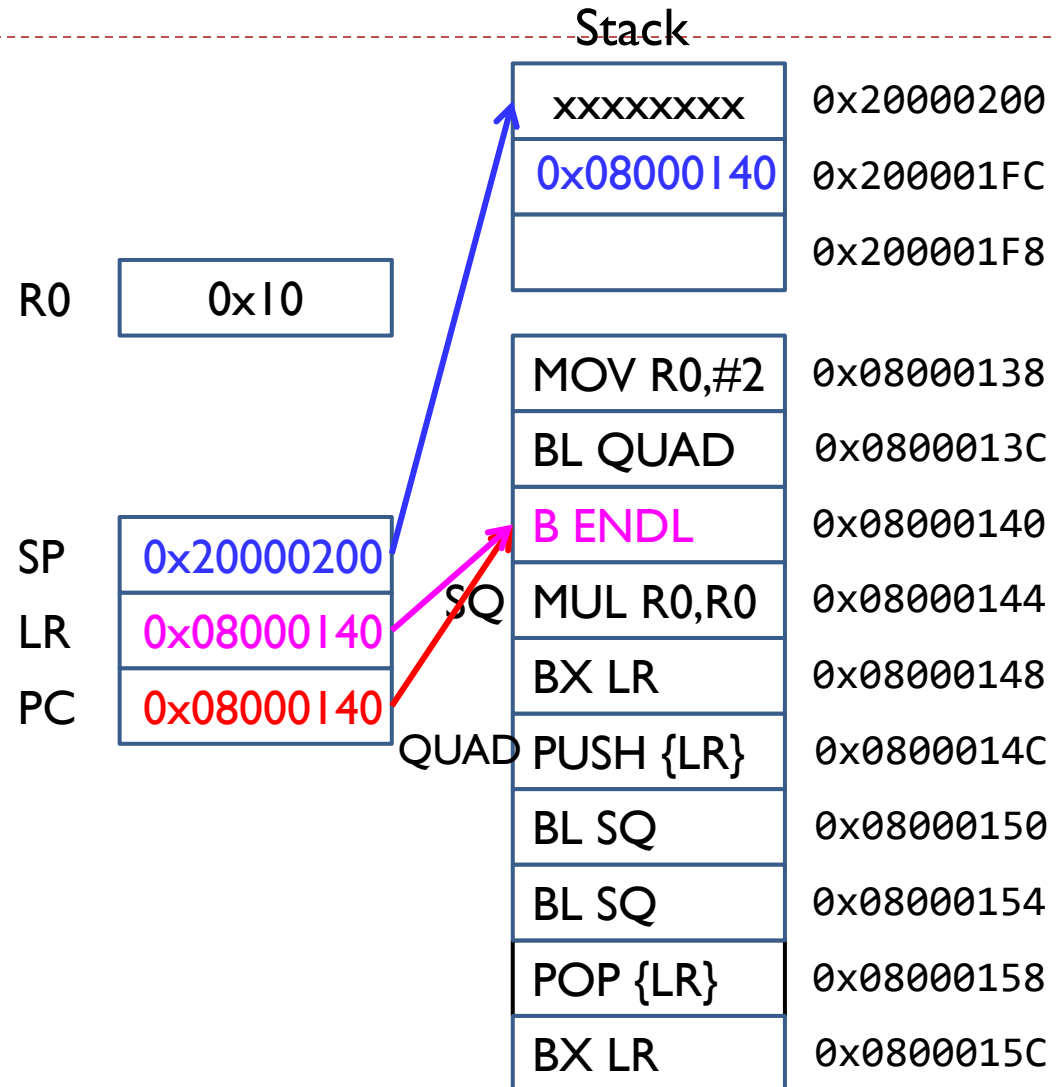 Stack
xxxxxxxx 0x20000200
0x08000140 0x200001FC
0x200001F8
R0 0x10
MOV R0,#2 0x08000138
BL QUAD 0x0800013C
B ENDL 0x08000140
SP 0x20000200
SQ MUL R0,R0 0x08000144
LR 0x08000140
BX LR 0x08000148
PC 0x08000140
QUAD PUSH {LR} 0x0800014C
BL SQ 0x08000150
BL SQ 0x08000154
POP {LR} 0x08000158
BX LR 0x0800015C